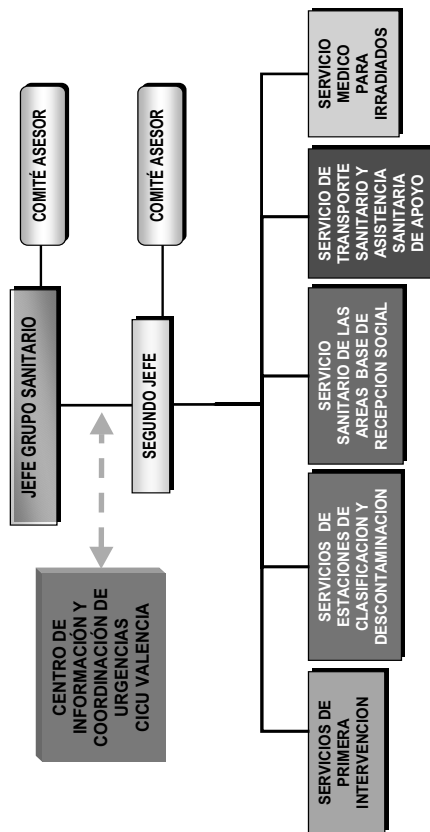 JEFE GRUPO SANITARIO
COMITÉ ASESOR
CENTRO DE
INFORMACIÓN Y
COORDINACIÓN DE
URGENCIAS
CICU VALENCIA
SEGUNDO JEFE
COMITÉ ASESOR
SERVICIOS DE
PRIMERA
INTERVENCION
SERVICIOS DE
ESTACIONES DE
CLASIFICACION Y
DESCONTAMINACION
SERVICIO
SANITARIO DE LAS
AREAS BASE DE
RECEPCION SOCIAL
SERVICIO DE
TRANSPORTE
SANITARIO Y
ASISTENCIA
SANITARIA
DE APOYO
SERVICIO
MEDICO
PARA
IRRADIADOS